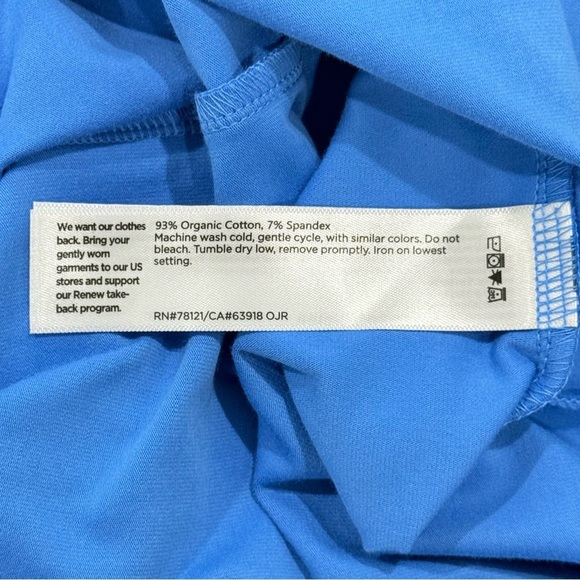 We want our clothes
back. Bring your
gently worn
garments to our US
stores and support
our Renew take-
back program.
93% Organic Cotton, 7% Spandex
Machine wash cold, gentle cycle, with similar colors. Do not
bleach. Tumble dry low, remove promptly. Iron on lowest
setting.
RN#78121/CA#63918 OJR